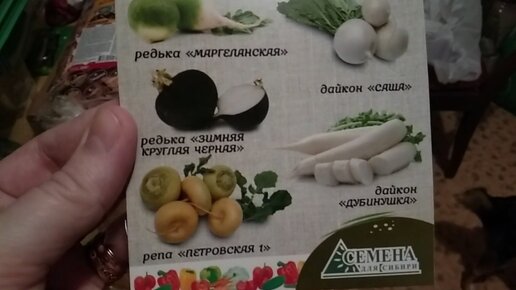 редька «МАРГЕЛАНСКАЯ»
дайкон «САША»
редька «ЗИМНЯЯ
КРУГЛАЯ ЧЕРНАЯ»
дайкон
«ДУБИНУШКА»
репа «ПЕТРОВСКАЯ 1»
СЕМЕНА
ДЛЯ СИБИРИ